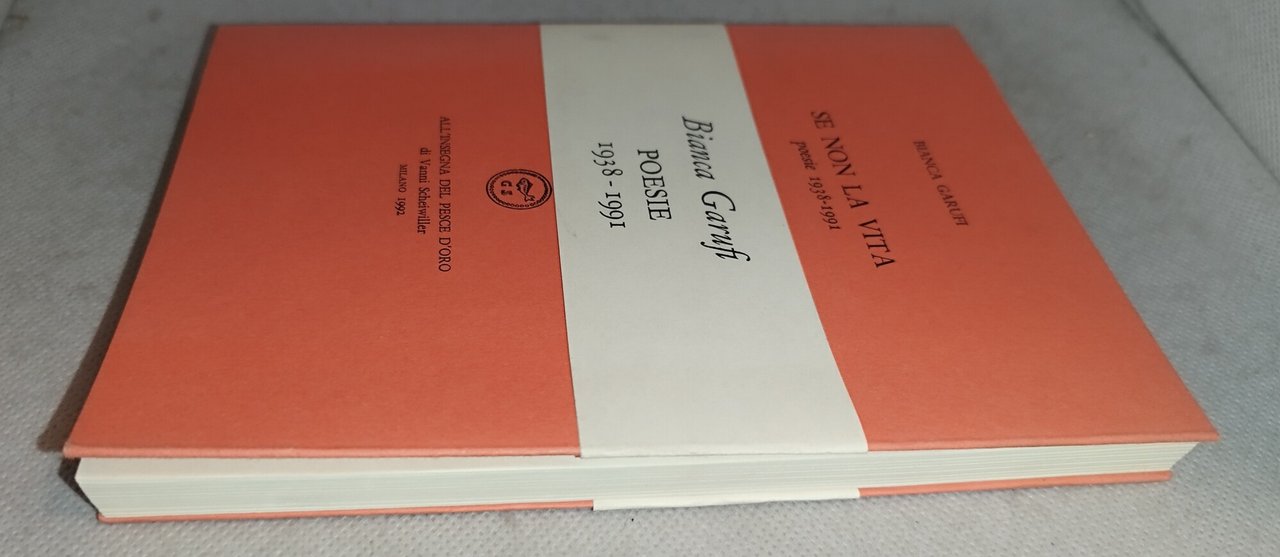 BIANCA GARUFI
SE NON LA VITA
poesie 1938-1991
Bianca Garufi
POESIE
1938 - 1991
G S
ALL'INSEGNA DEL PESCE D'ORO
di Vanni Scheiwiller
MILANO 1992